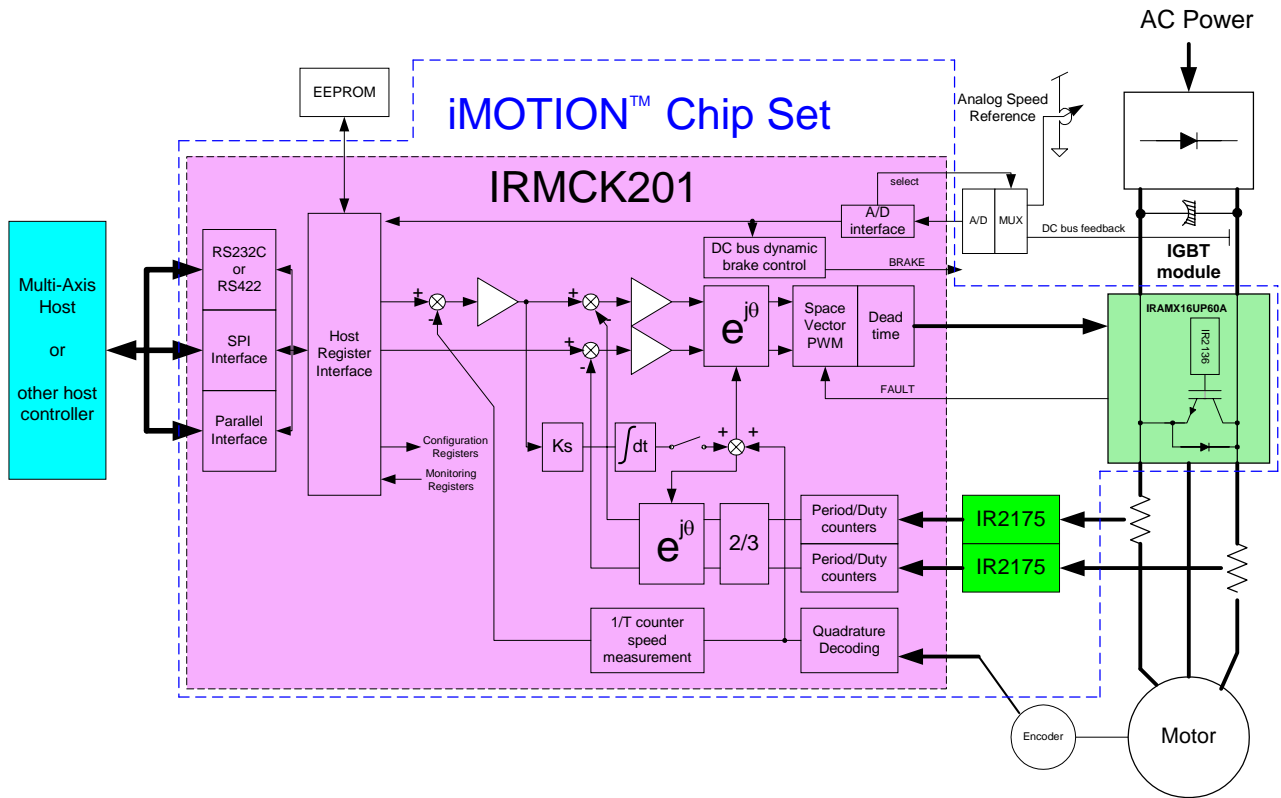 AC Power
EEPROM
iMOTION™ Chip Set
Analog Speed
Reference
IRMCK201
select
A/D
interface
A/D
MUX
DC bus feedback
DC bus dynamic
brake control
BRAKE
IGBT
module
RS232C
or
RS422
SPI
Interface
Parallel
Interface
Multi-Axis
Host
or
other host
controller
Host
Register
Interface
+
-
+
-
+
-
e^jθ
Space
Vector
PWM
Dead
time
IRAMX16UP60A
IR2136
FAULT
Configuration
Registers
Monitoring
Registers
Ks
∫dt
+
+
+
e^jθ
2/3
Period/Duty
counters
Period/Duty
counters
IR2175
IR2175
1/T counter
speed
measurement
Quadrature
Decoding
Encoder
Motor